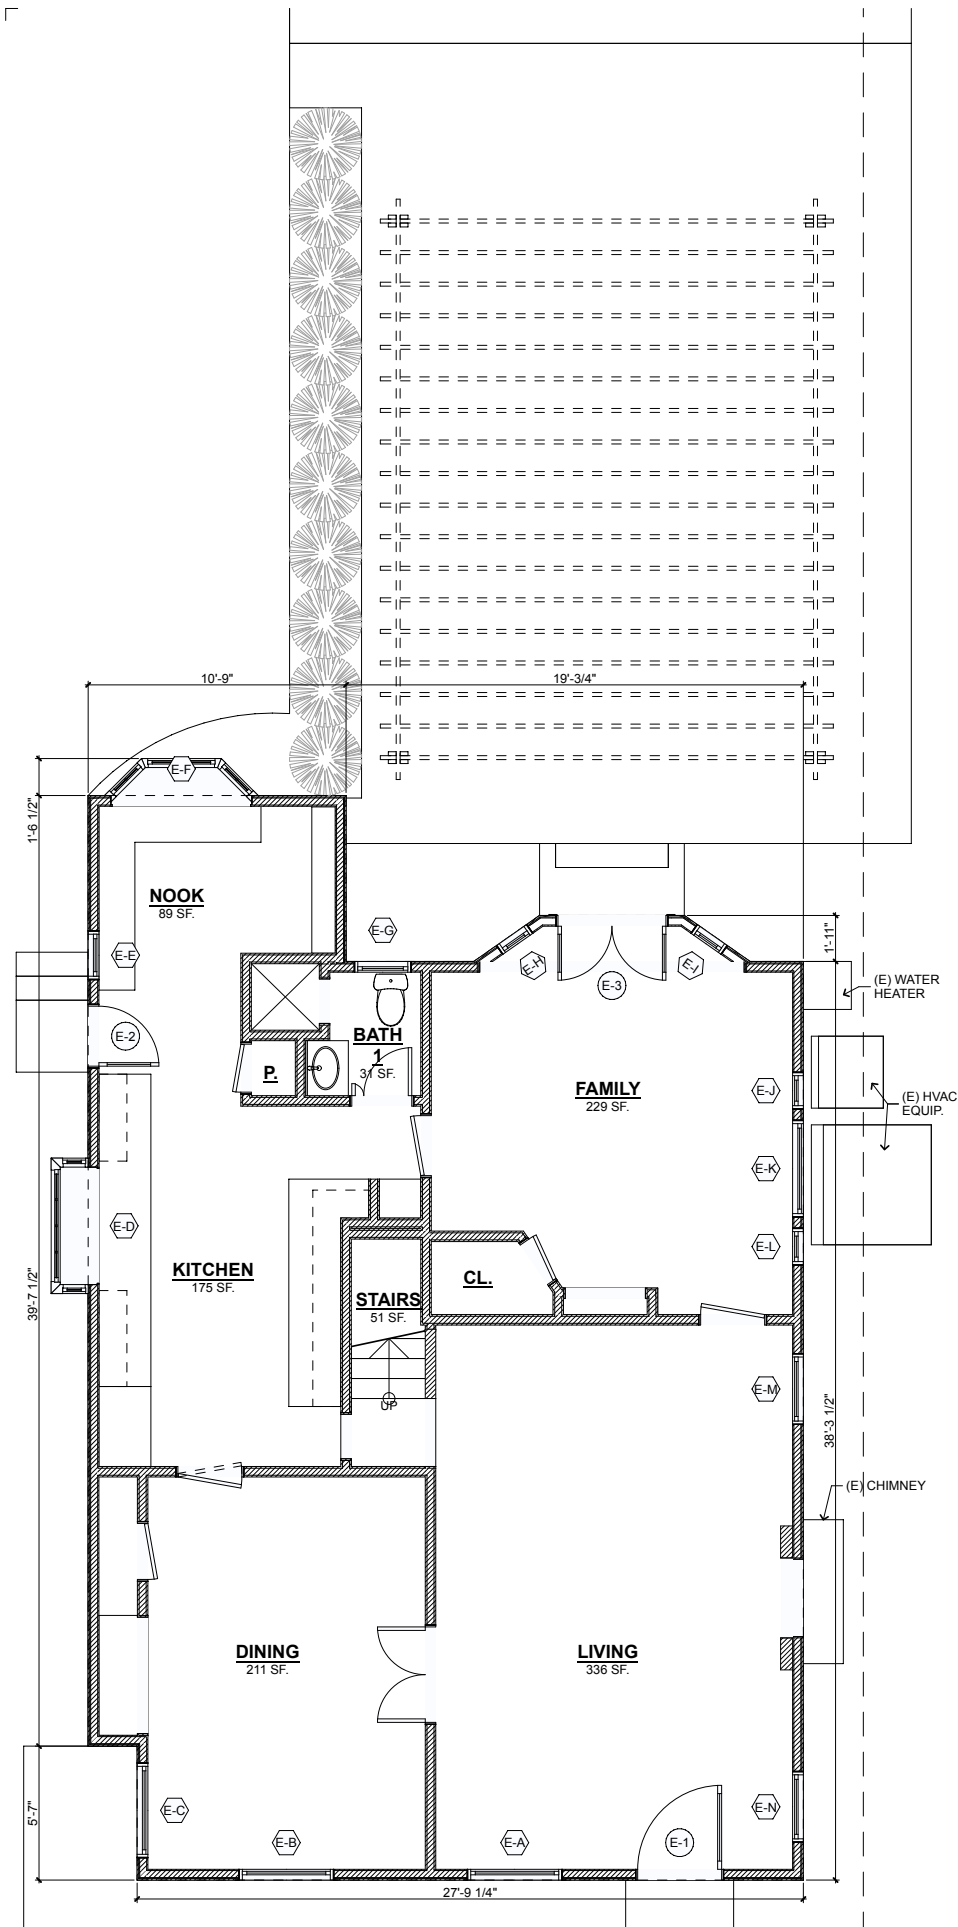 10'-9"
19'-3/4"
E-F
1'-6 1/2"
NOOK
89 SF.
E-G
E-E
E-H
E-I
E-3
1'-11"
(E) WATER
HEATER
E-2
BATH
1
31 SF.
P.
FAMILY
229 SF.
E-J
(E) HVAC
EQUIP.
E-K
E-D
E-L
KITCHEN
175 SF.
CL.
STAIRS
51 SF.
39'-7 1/2"
UP
E-M
38'-3 1/2"
(E) CHIMNEY
DINING
211 SF.
LIVING
336 SF.
E-C
E-N
5'-7"
E-B
E-A
E-1
27'-9 1/4"